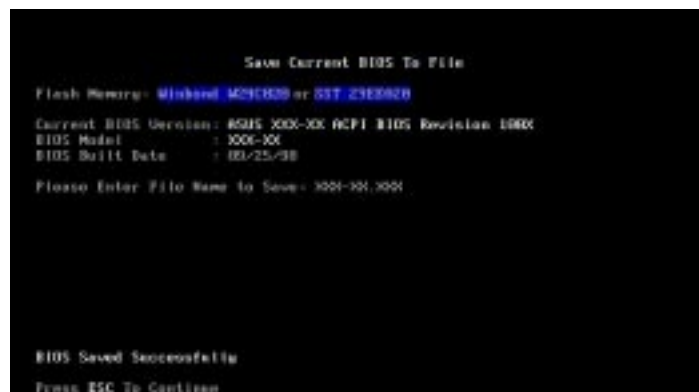 Save Current BIOS To File
Flash Memory: Winbond W29C020 or SST 29EE020
Current BIOS Version: ASUS XXX-XX ACPI BIOS Revision 100X
BIOS Model : XXX-XX
BIOS Built Date : 09/25/98
Please Enter File Name to Save: XXX-XX.XXX
BIOS Saved Successfully
Press ESC To Continue